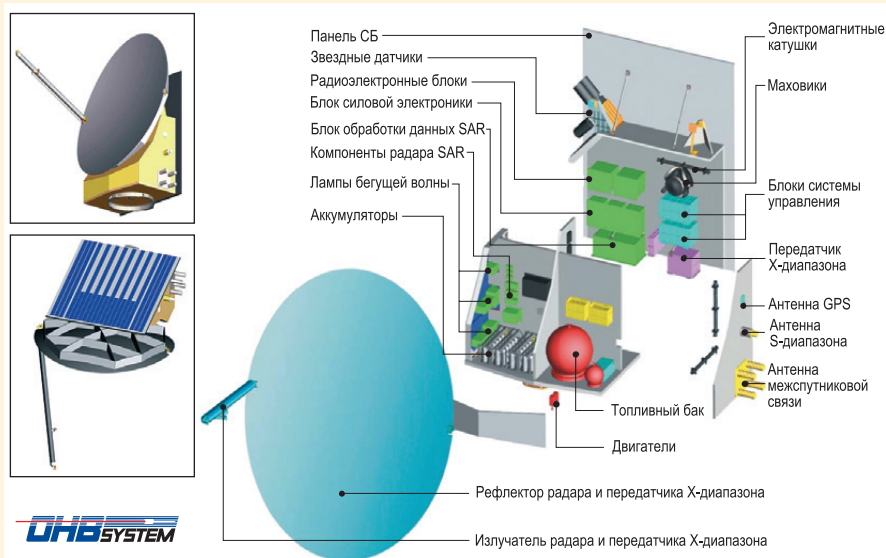 Панель СБ
Звездные датчики
Радиоэлектронные блоки
Блок силовой электроники
Блок обработки данных SAR
Компоненты радара SAR
Лампы бегущей волны
Аккумуляторы
Электромагнитные
катушки
Маховики
Блоки системы
управления
Передатчик
X-диапазона
Антенна GPS
Антенна
S-диапазона
Антенна
межспутниковой
связи
Топливный бак
Двигатели
Рефлектор радара и передатчика X-диапазона
Излучатель радара и передатчика X-диапазона
OHB SYSTEM